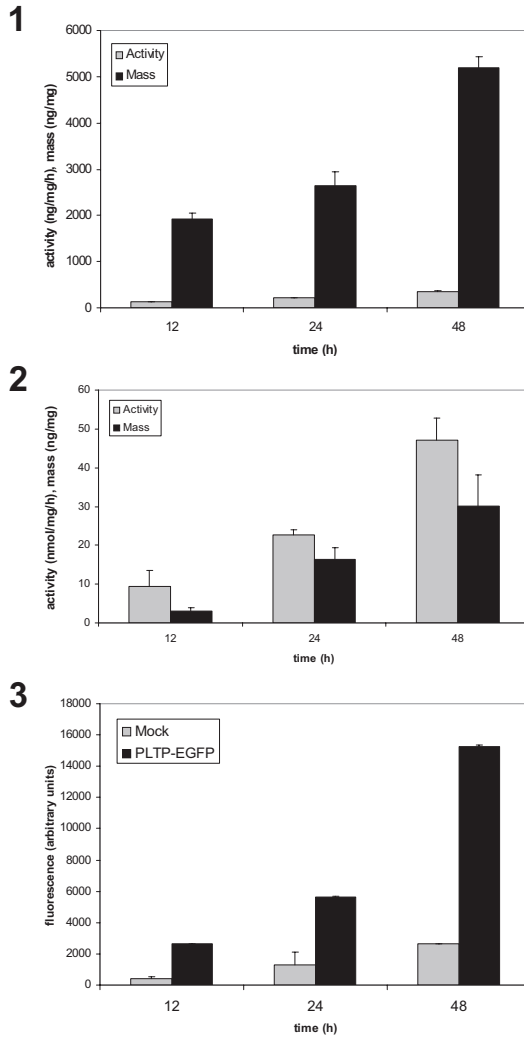 1
6000
5000
4000
3000
2000
1000
0
Activity
Mass
activity (ng/mg/h), mass (ng/mg)
12 24 48
time (h)
2
60
50
40
30
20
10
0
Activity
Mass
activity (nmol/mg/h), mass (ng/mg)
12 24 48
time (h)
3
18000
16000
14000
12000
10000
8000
6000
4000
2000
0
Mock
PLTP-EGFP
fluorescence (arbitrary units)
12 24 48
time (h)